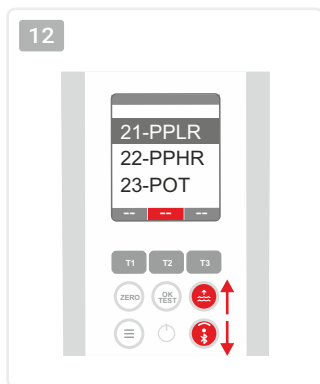 12
21-PPLR
22-PPHR
23-POT
-- -- --
T1 T2 T3
ZERO OK TEST